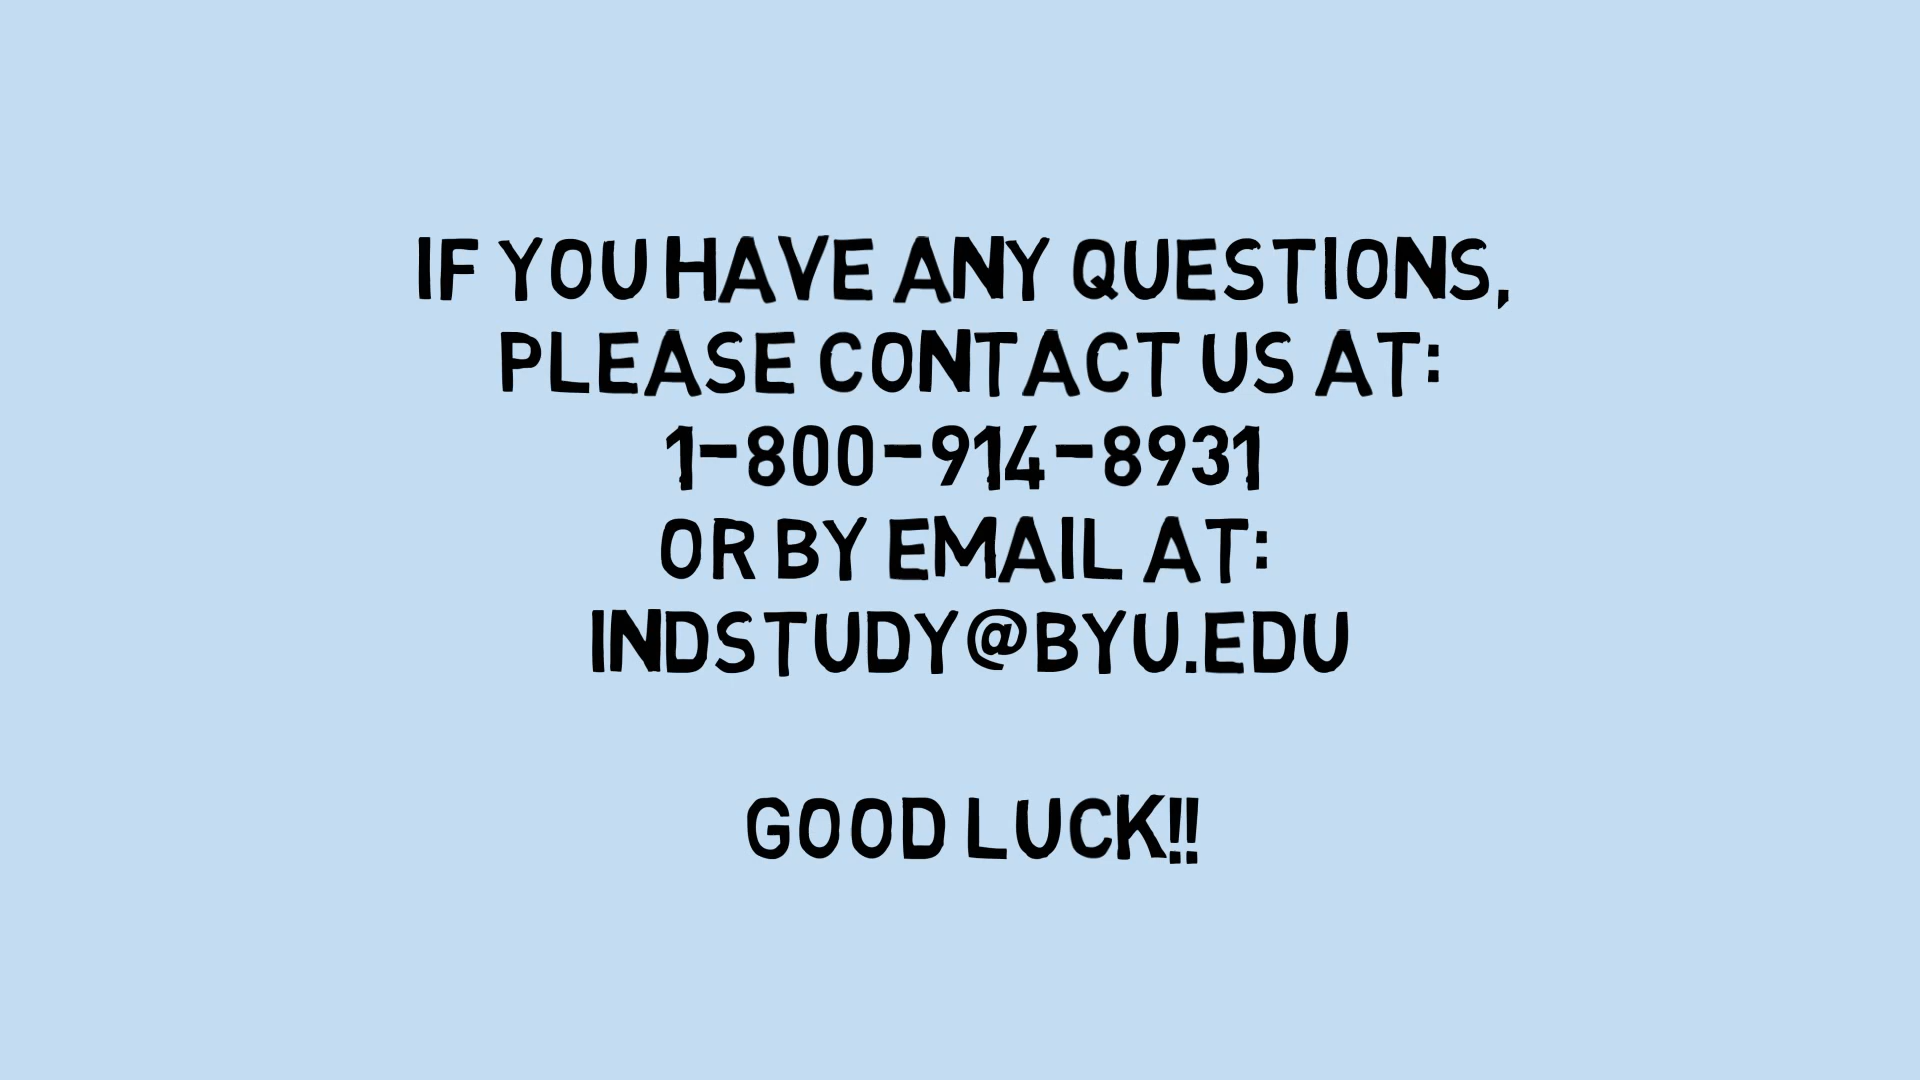 IF YOU HAVE ANY QUESTIONS,
PLEASE CONTACT US AT:
1-800-914-8931
OR BY EMAIL AT:
INDSTUDY@BYU.EDU
GOOD LUCK!!